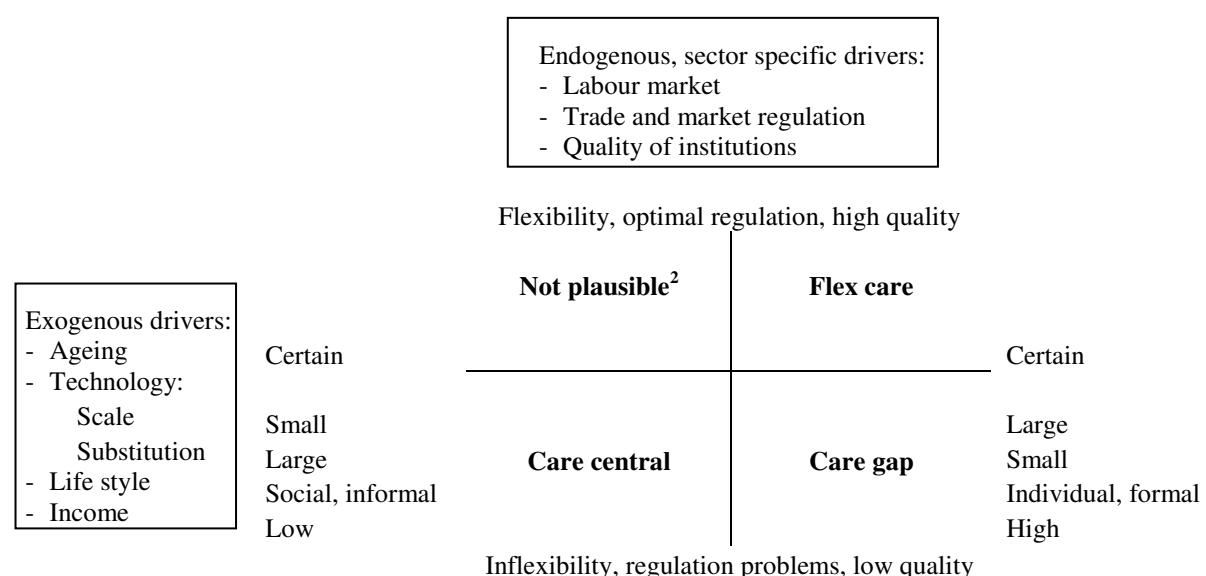 Endogenous, sector specific drivers:
- Labour market
- Trade and market regulation
- Quality of institutions
Flexibility, optimal regulation, high quality
Not plausible²
Flex care
Exogenous drivers:
- Ageing
- Technology:
Scale
Substitution
- Life style
- Income
Certain
Small
Large
Social, informal
Low
Care central
Care gap
Certain
Large
Small
Individual, formal
High
Inflexibility, regulation problems, low quality